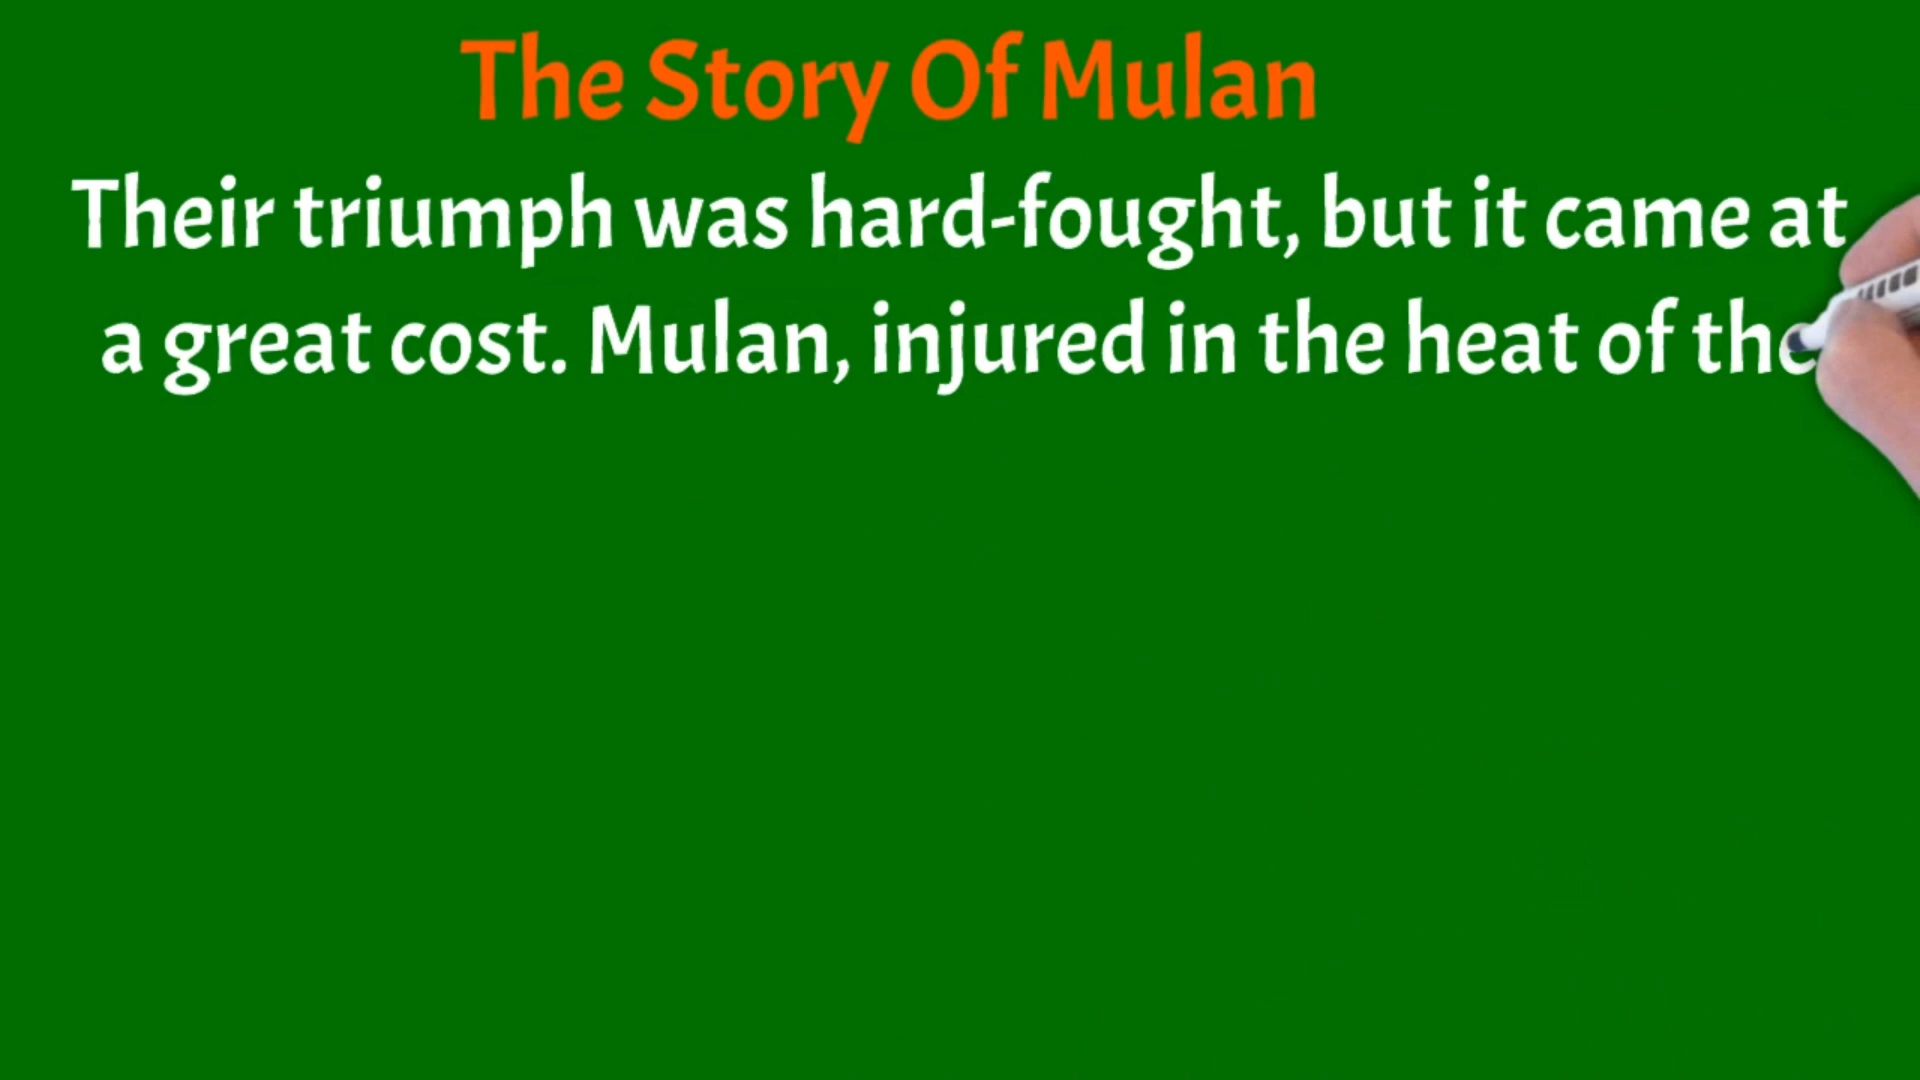 The Story Of Mulan
Their triumph was hard-fought, but it came at
a great cost. Mulan, injured in the heat of the